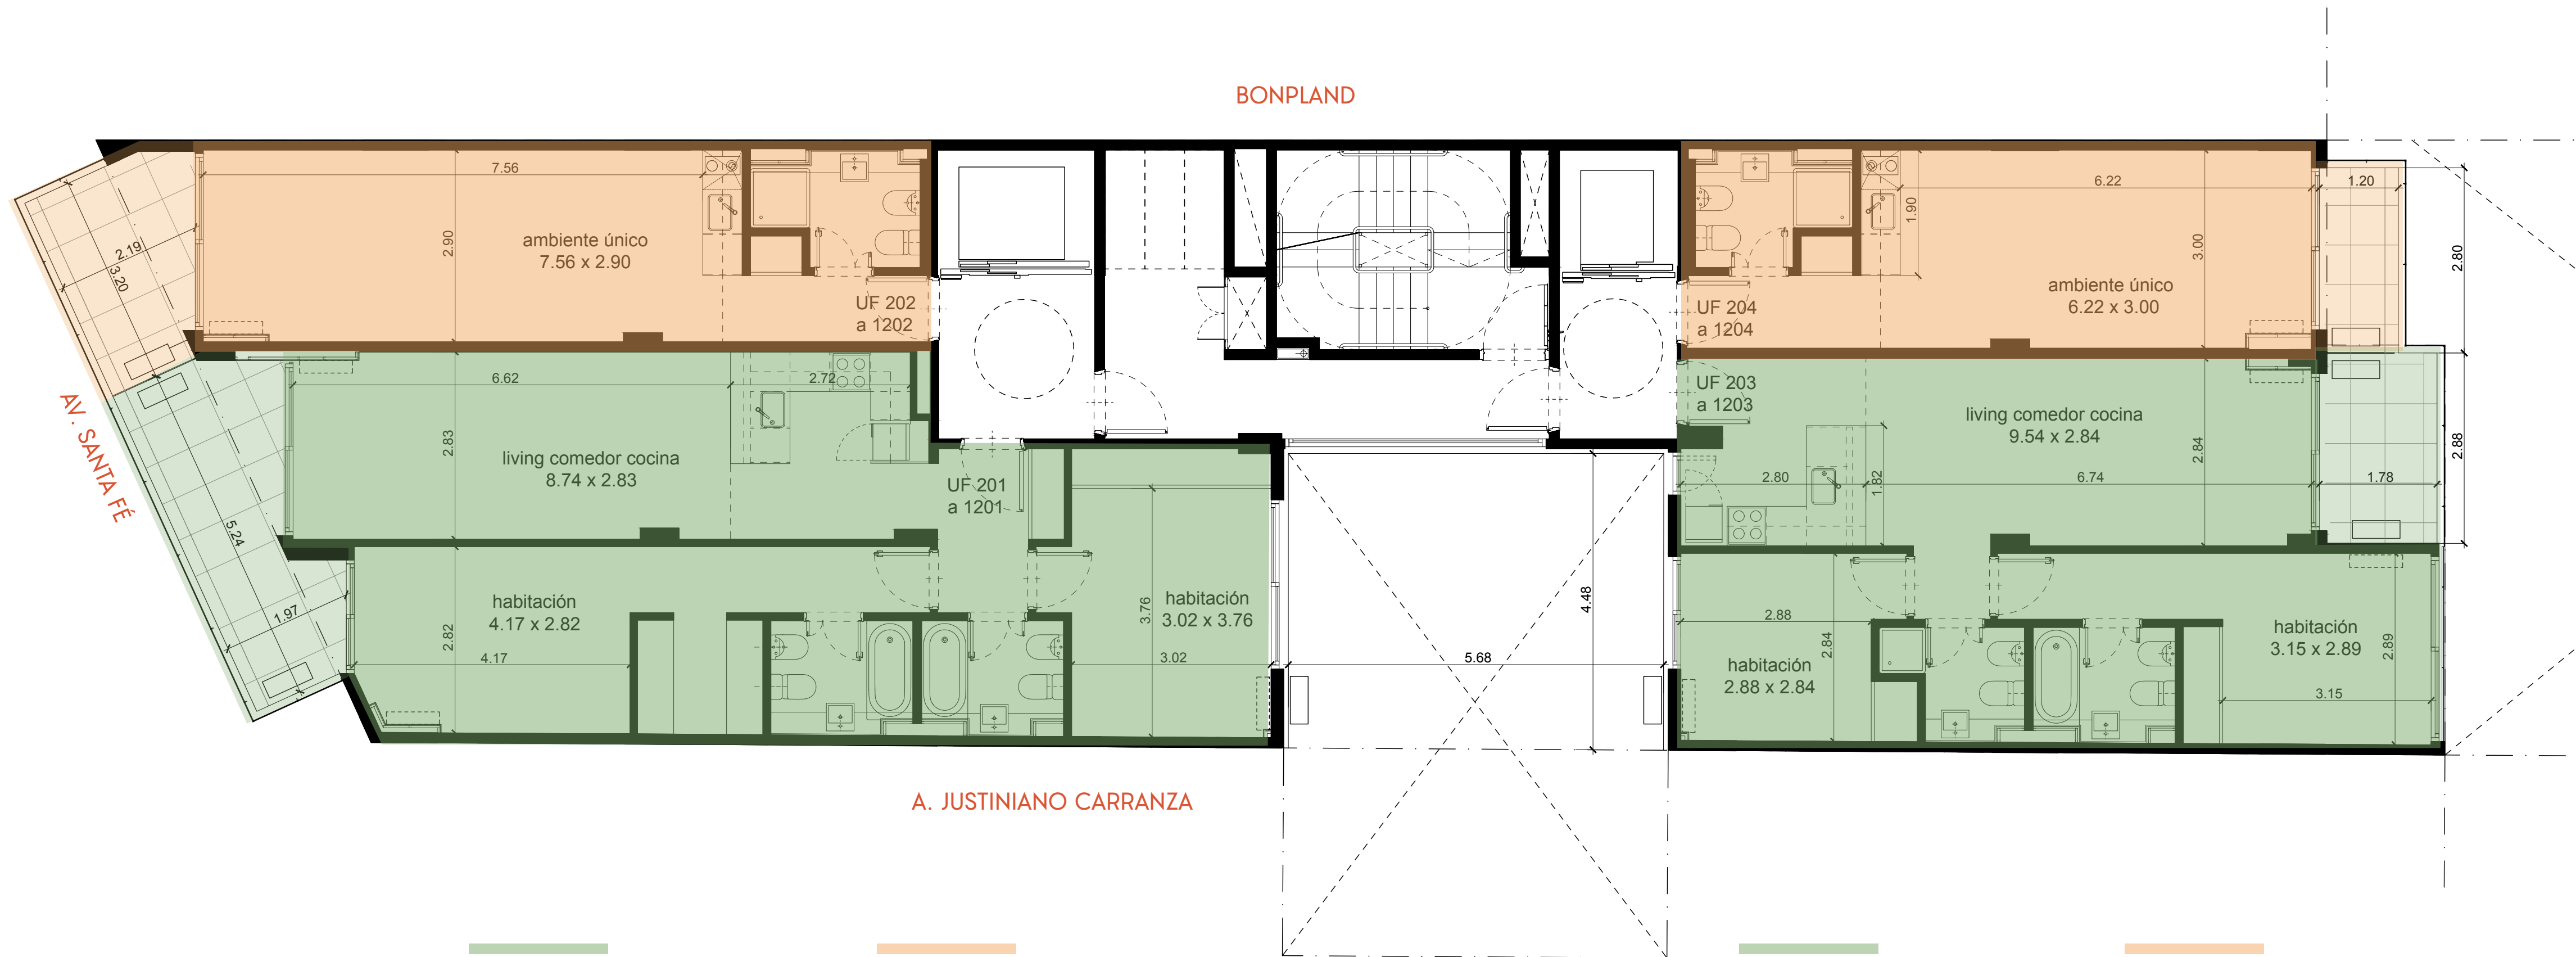 BONPLAND
7.56
2.90
ambiente único
7.56 x 2.90
2.19
3.20
UF 202
a 1202
6.22
1.20
1.90
3.00
2.80
ambiente único
6.22 x 3.00
UF 204
a 1204
AV. SANTA FÉ
6.62
2.72
2.83
living comedor cocina
8.74 x 2.83
UF 201
a 1201
5.24
1.97
UF 203
a 1203
living comedor cocina
9.54 x 2.84
2.84
2.88
2.80
1.82
6.74
1.78
habitación
4.17 x 2.82
2.82
4.17
3.76
habitación
3.02 x 3.76
3.02
4.48
5.68
2.88
2.84
habitación
2.88 x 2.84
habitación
3.15 x 2.89
2.89
3.15
A. JUSTINIANO CARRANZA